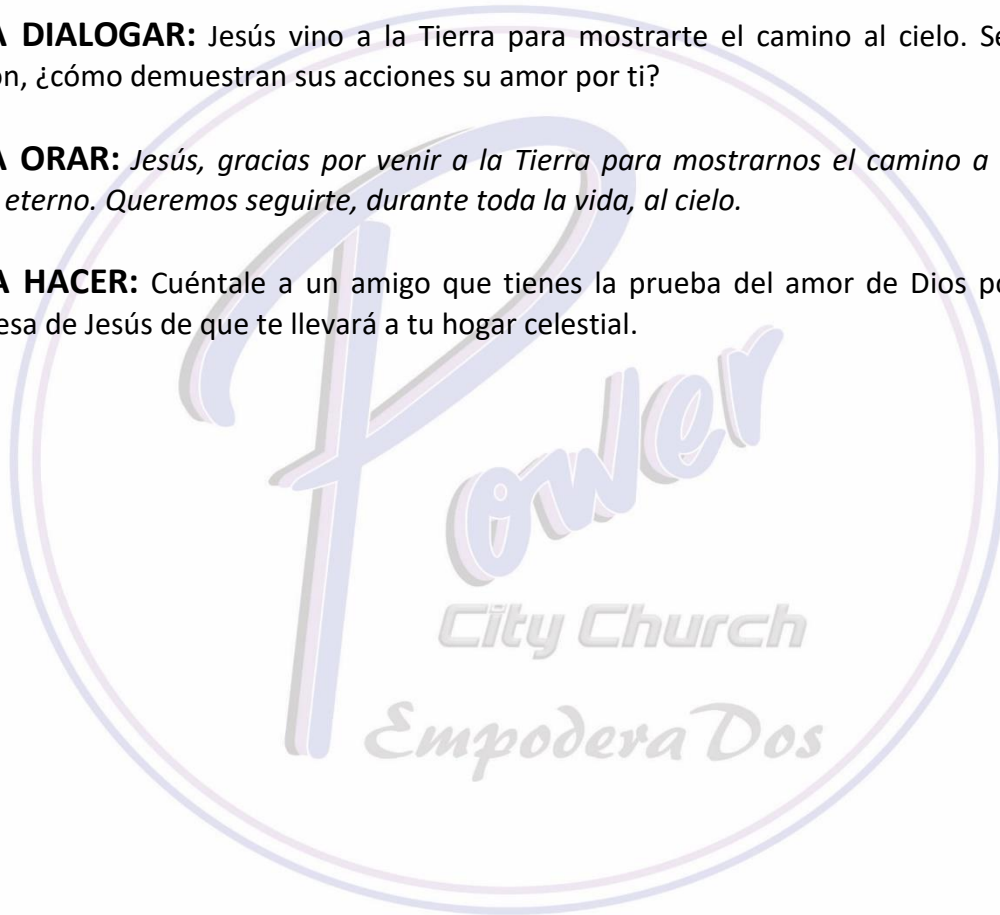 A DIALOGAR: Jesús vino a la Tierra para mostrarte el camino al cielo. Se
n, ¿cómo demuestran sus acciones su amor por ti?
A ORAR: Jesús, gracias por venir a la Tierra para mostrarnos el camino a
eterno. Queremos seguirte, durante toda la vida, al cielo.
A HACER: Cuéntale a un amigo que tienes la prueba del amor de Dios po
esa de Jesús de que te llevará a tu hogar celestial.
Power
City Church
EmpoderaDos